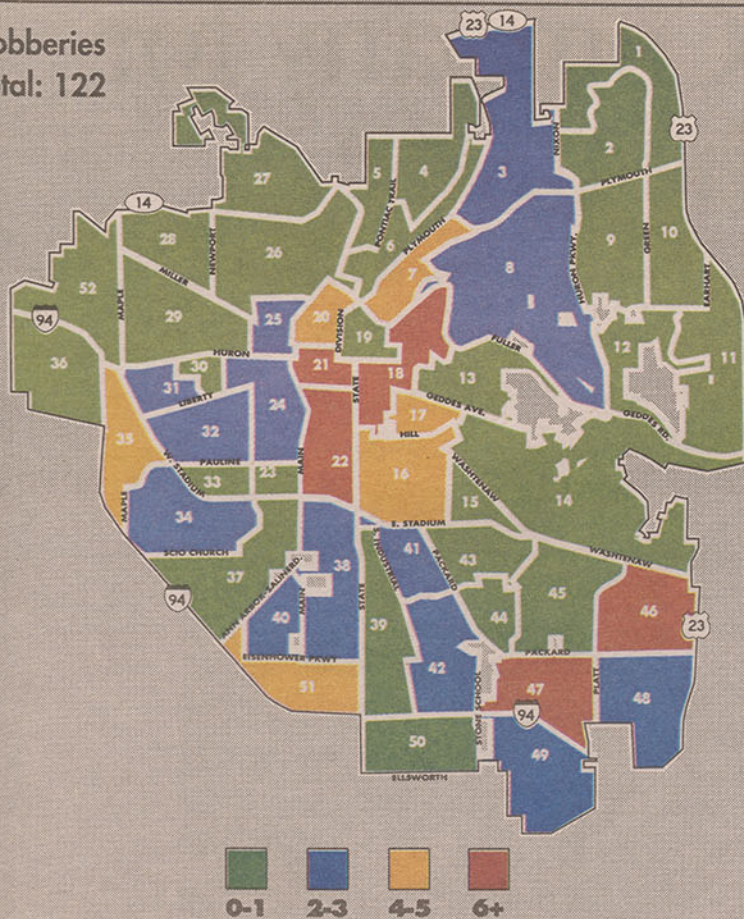 obberies
tal: 122
23
14
1
23
NIXON
2
PLYMOUTH
3
5
4
PONTIAC TRAIL
27
14
6
PLYMOUTH
28
NEWPORT
26
9
GREEN
10
7
8
HURON PKWY.
EARHART
52
MAPLE
MILLER
29
94
25
20
DIVISION
19
36
HURON
21
18
FULLER
12
11
31
30
LIBERTY
24
STATE
13
GEDDES AVE.
GEDDES RD.
17
35
32
MAIN
HILL
W. STADIUM
PAULINE
22
16
WASHTENAW
33
23
14
MAPLE
34
15
E. STADIUM
SCIO CHURCH
41
PACKARD
43
WASHTENAW
37
38
STATE
S. INDUSTRIAL
45
94
ANN ARBOR-SALINE RD.
40
MAIN
39
44
46
23
42
EISENHOWER PKWY
PACKARD
51
STONE SCHOOL
47
PLATT
48
94
50
49
ELLSWORTH
0-1
2-3
4-5
6+